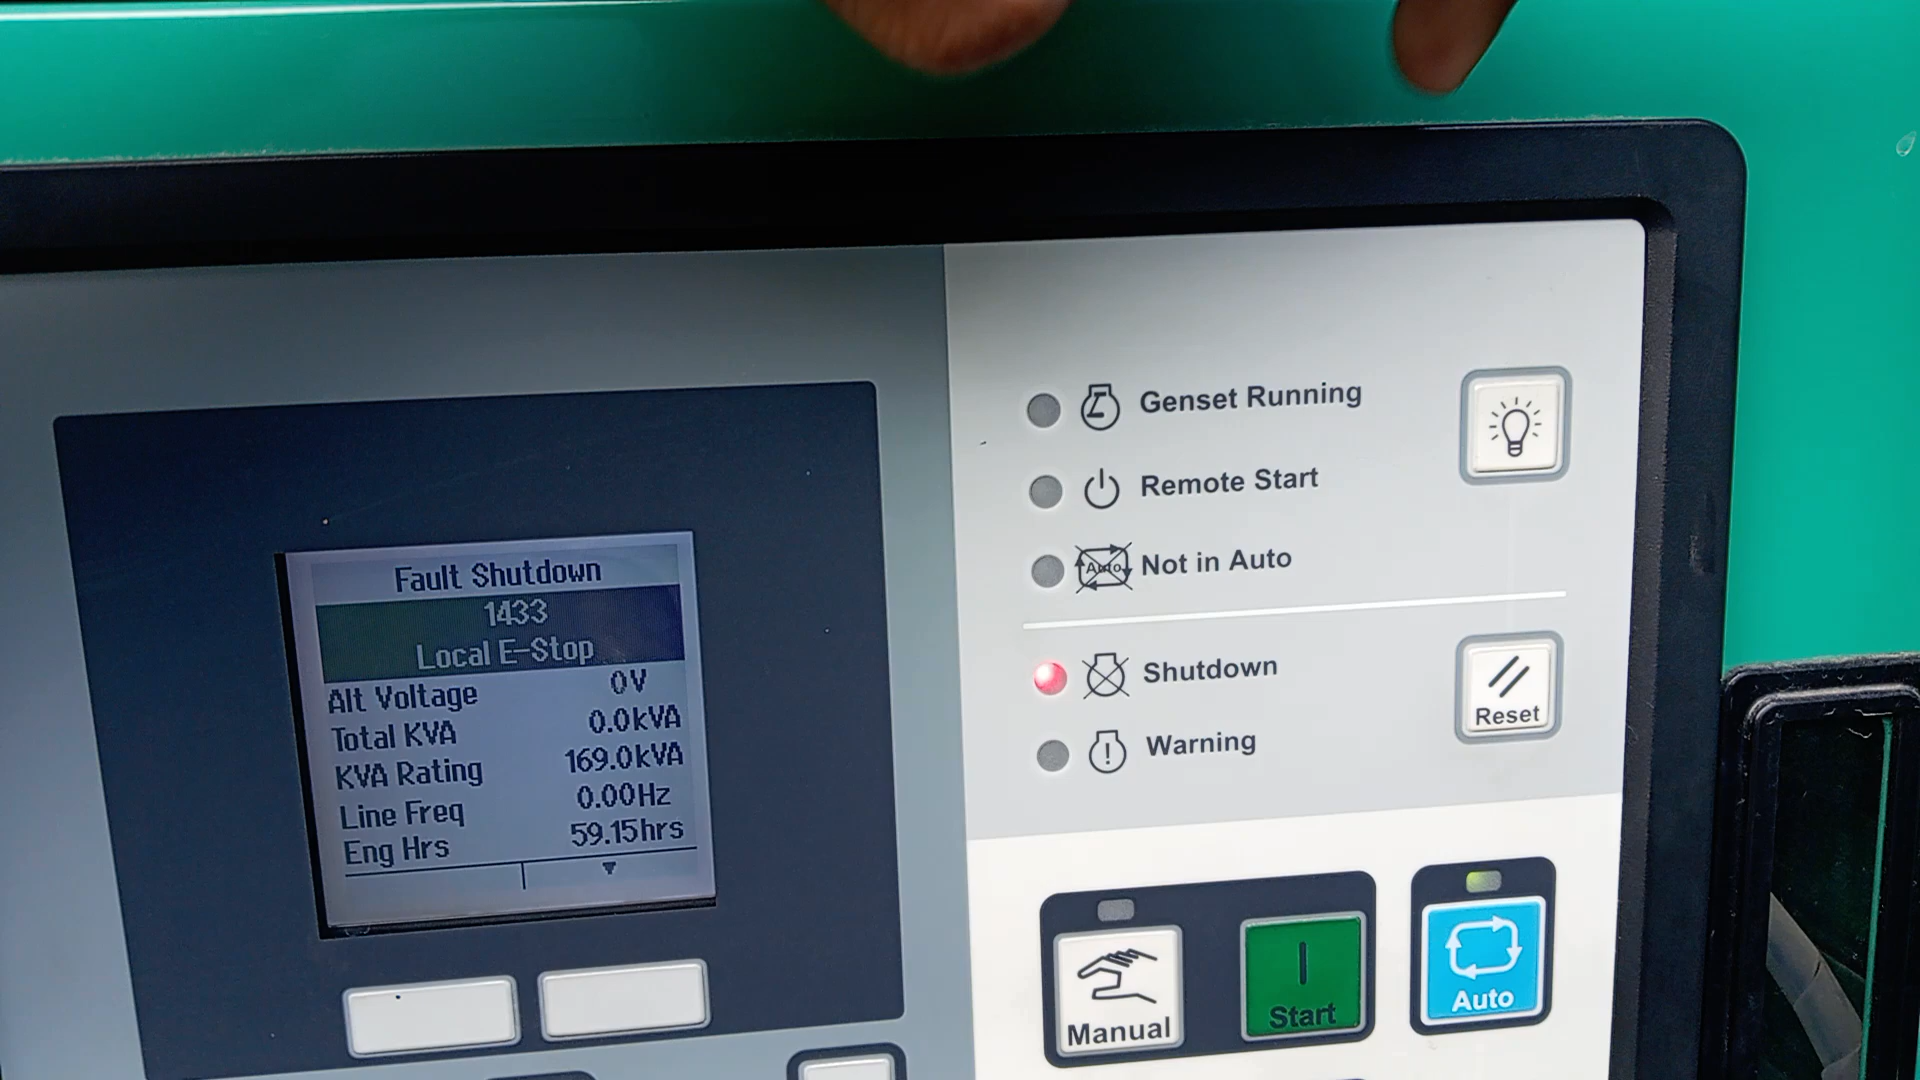 Fault Shutdown
1433
Local E-Stop
Alt Voltage 0V
Total KVA 0.0kVA
KVA Rating 169.0kVA
Line Freq 0.00Hz
Eng Hrs 59.15hrs
Genset Running
Remote Start
Auto
Not in Auto
Shutdown
Warning
Reset
Manual
Start
Auto